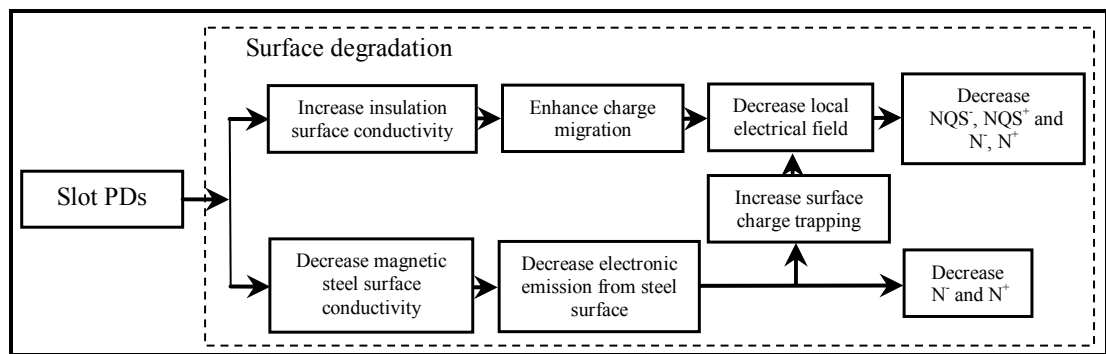 Surface degradation
Slot PDs
Increase insulation
surface conductivity
Enhance charge
migration
Decrease local
electrical field
Decrease
NQS⁻, NQS⁺ and
N⁻, N⁺
Increase surface
charge trapping
Decrease magnetic
steel surface
conductivity
Decrease electronic
emission from steel
surface
Decrease
N⁻ and N⁺